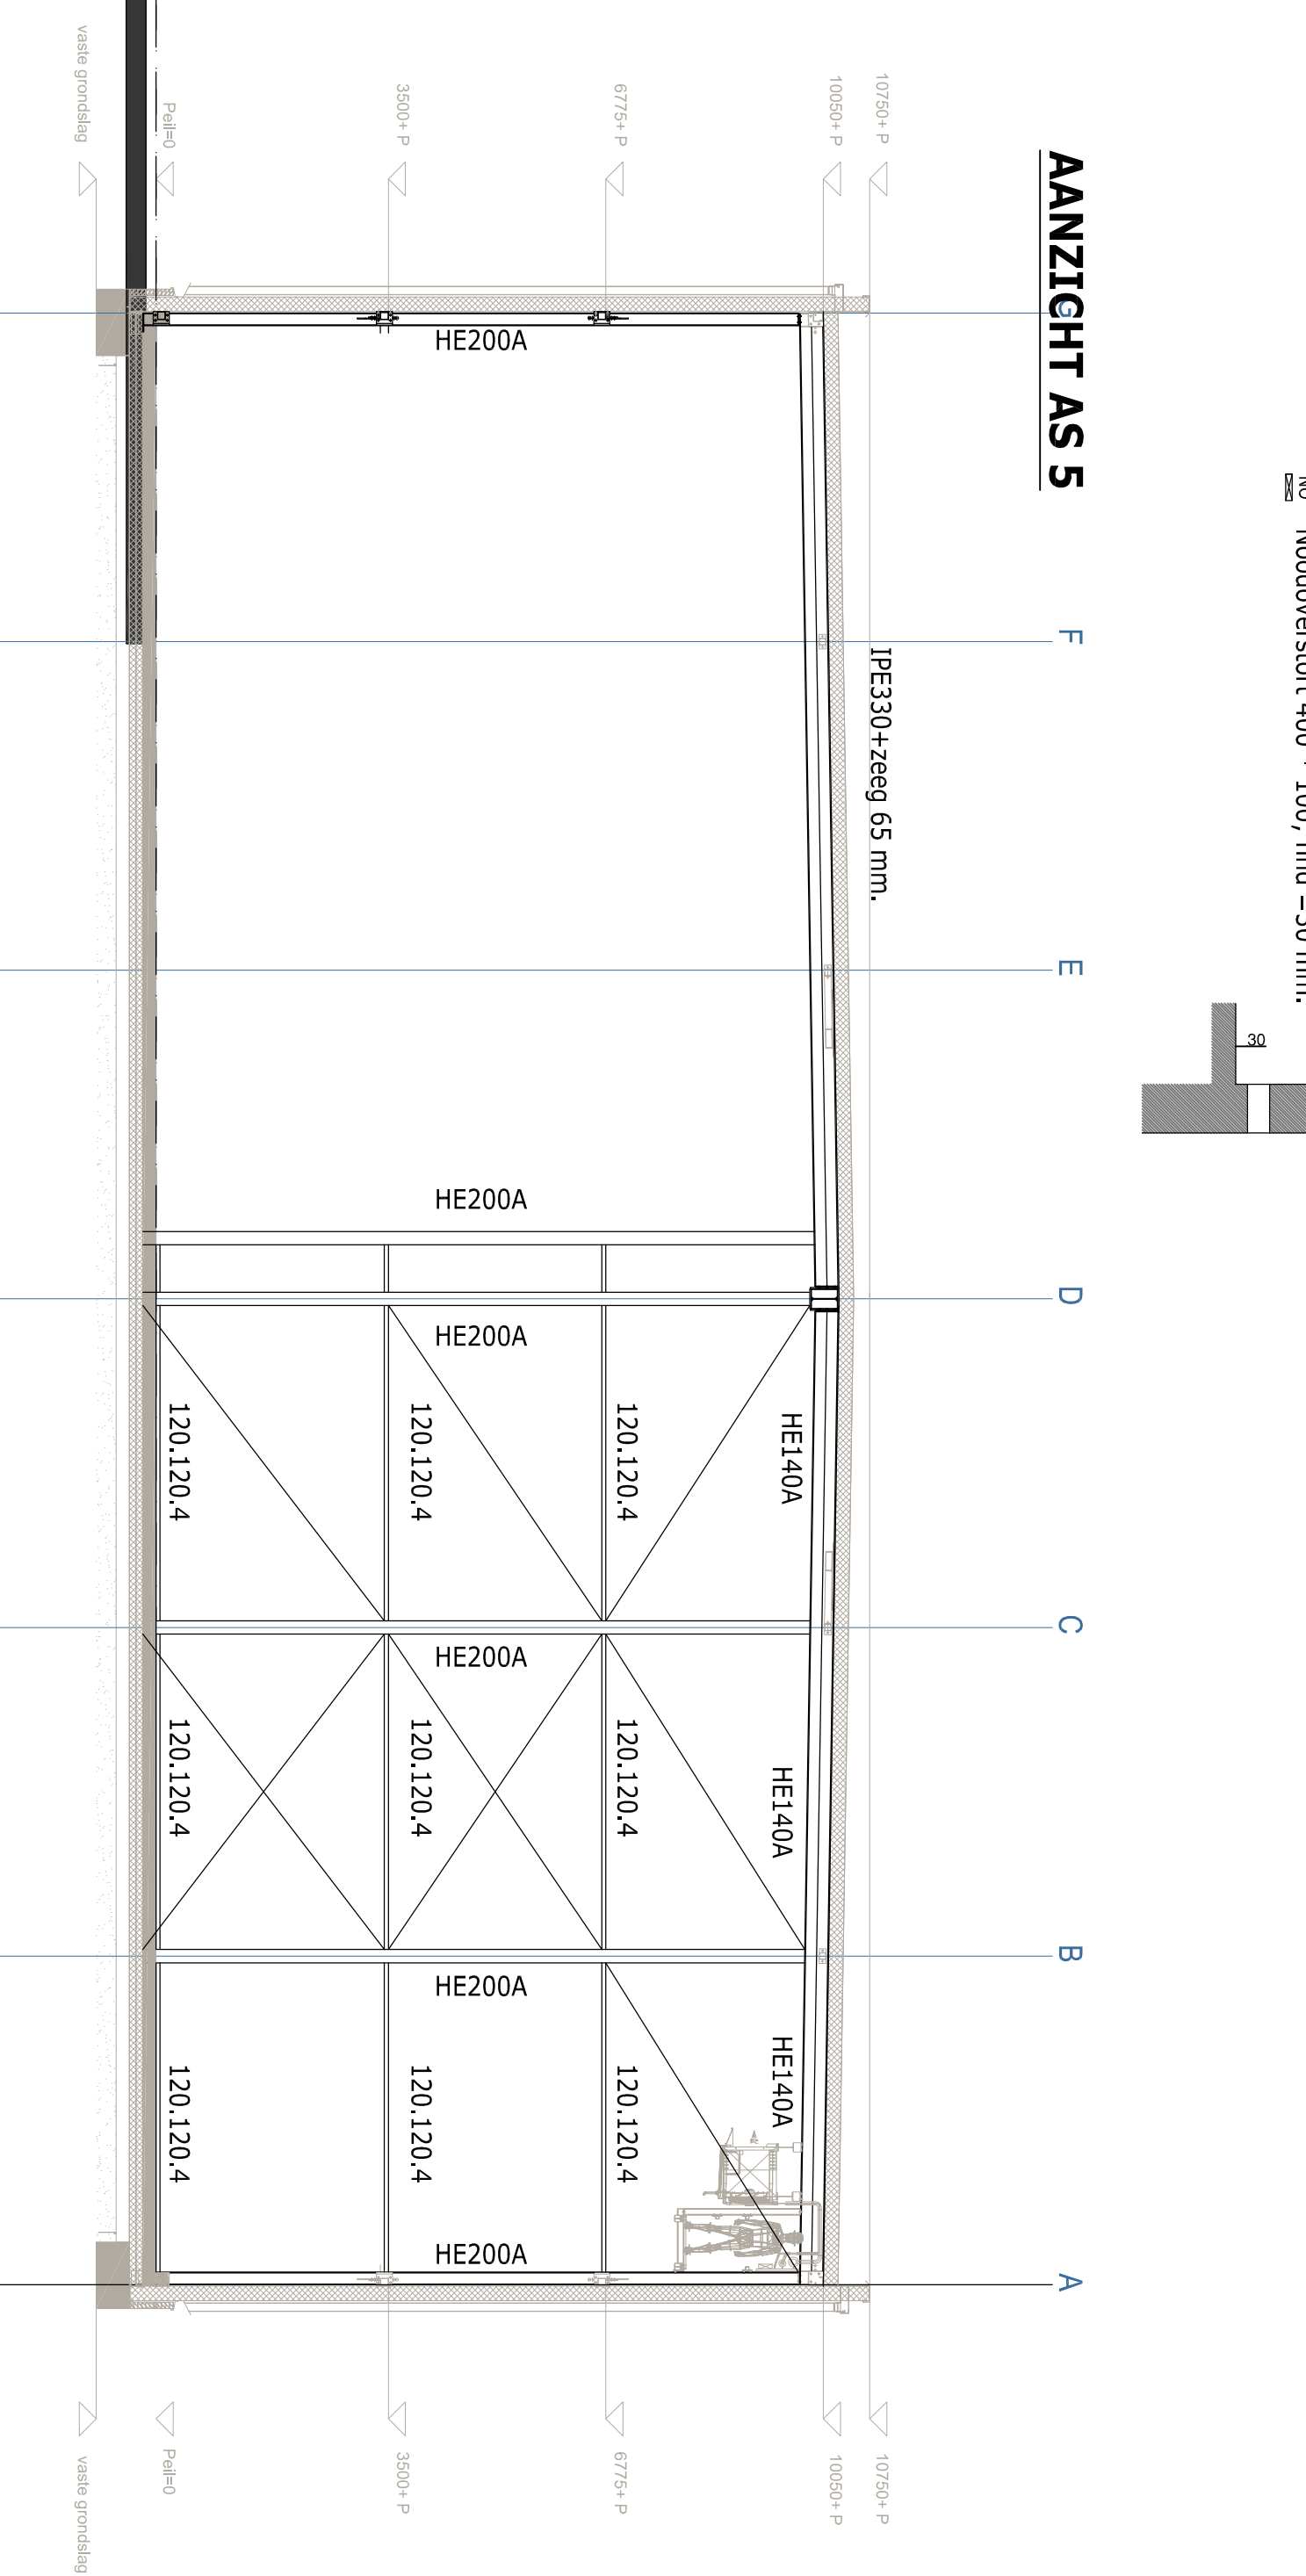 AANZICHT AS 5
G
F
E
D
C
B
A
vaste grondslag
Peil=0
3500+ P
6775+ P
10050+ P
10750+ P
IPE330+zeeg 65 mm.
HE200A
HE200A
HE200A
HE200A
HE200A
HE200A
HE140A
HE140A
HE140A
120.120.4
120.120.4
120.120.4
120.120.4
120.120.4
120.120.4
120.120.4
120.120.4
120.120.4
30
vaste grondslag
Peil=0
3500+ P
6775+ P
10050+ P
10750+ P